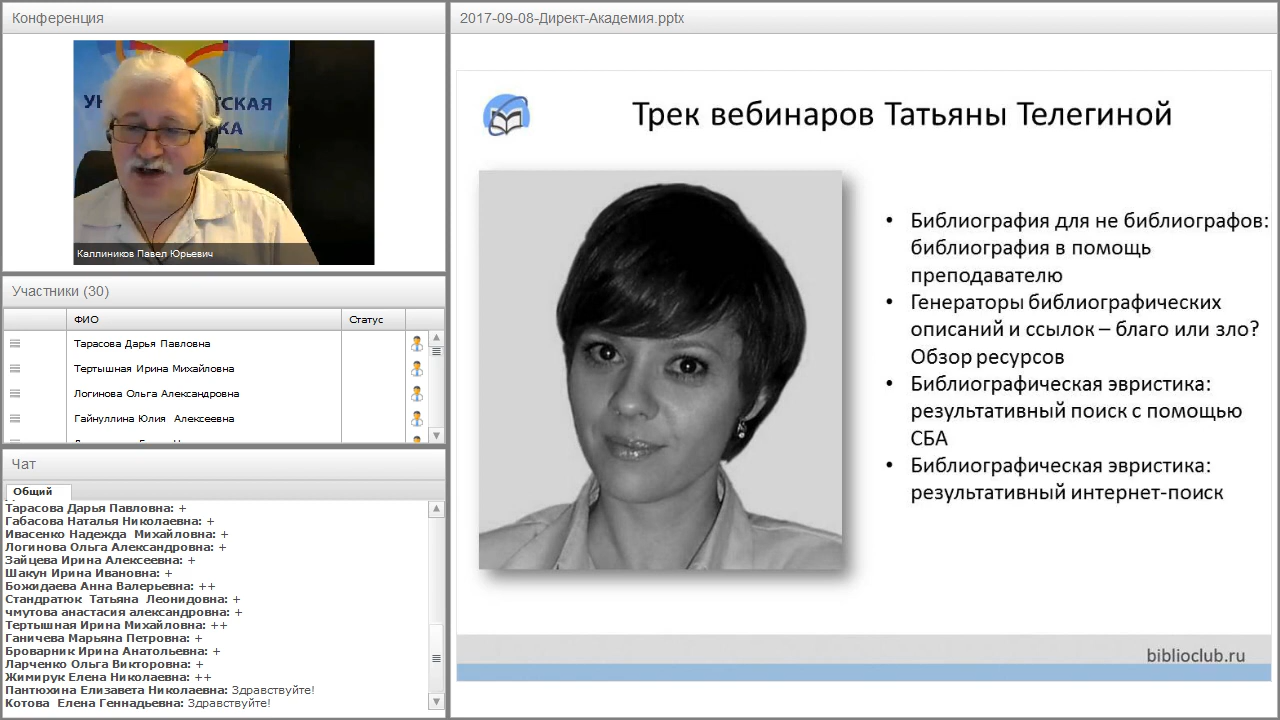 Конференция
УН
ТСКАЯ
КА
Каллиников Павел Юрьевич
Участники (30)
ФИО
Статус
Тарасова Дарья Павловна
Тертышная Ирина Михайловна
Логинова Ольга Александровна
Гайнуллина Юлия Алексеевна
Чат
Общий
Тарасова Дарья Павловна: +
Габасова Наталья Николаевна: +
Ивасенко Надежда Михайловна: +
Логинова Ольга Александровна: +
Зайцева Ирина Алексеевна: +
Шакун Ирина Ивановна: +
Божидаева Анна Валерьевна: ++
Стандратюк Татьяна Леонидовна: +
чмутова анастасия александровна: +
Тертышная Ирина Михайловна: ++
Ганичева Марьяна Петровна: +
Броварник Ирина Анатольевна: +
Ларченко Ольга Викторовна: +
Жимирук Елена Николаевна: ++
Пантюхина Елизавета Николаевна: Здравствуйте!
Котова Елена Геннадьевна: Здравствуйте!
2017-09-08-Директ-Академия.pptx
Трек вебинаров Татьяны Телегиной
• Библиография для не библиографов:
библиография в помощь
преподавателю
• Генераторы библиографических
описаний и ссылок – благо или зло?
Обзор ресурсов
• Библиографическая эвристика:
результативный поиск с помощью
СБА
• Библиографическая эвристика:
результативный интернет-поиск
biblioclub.ru